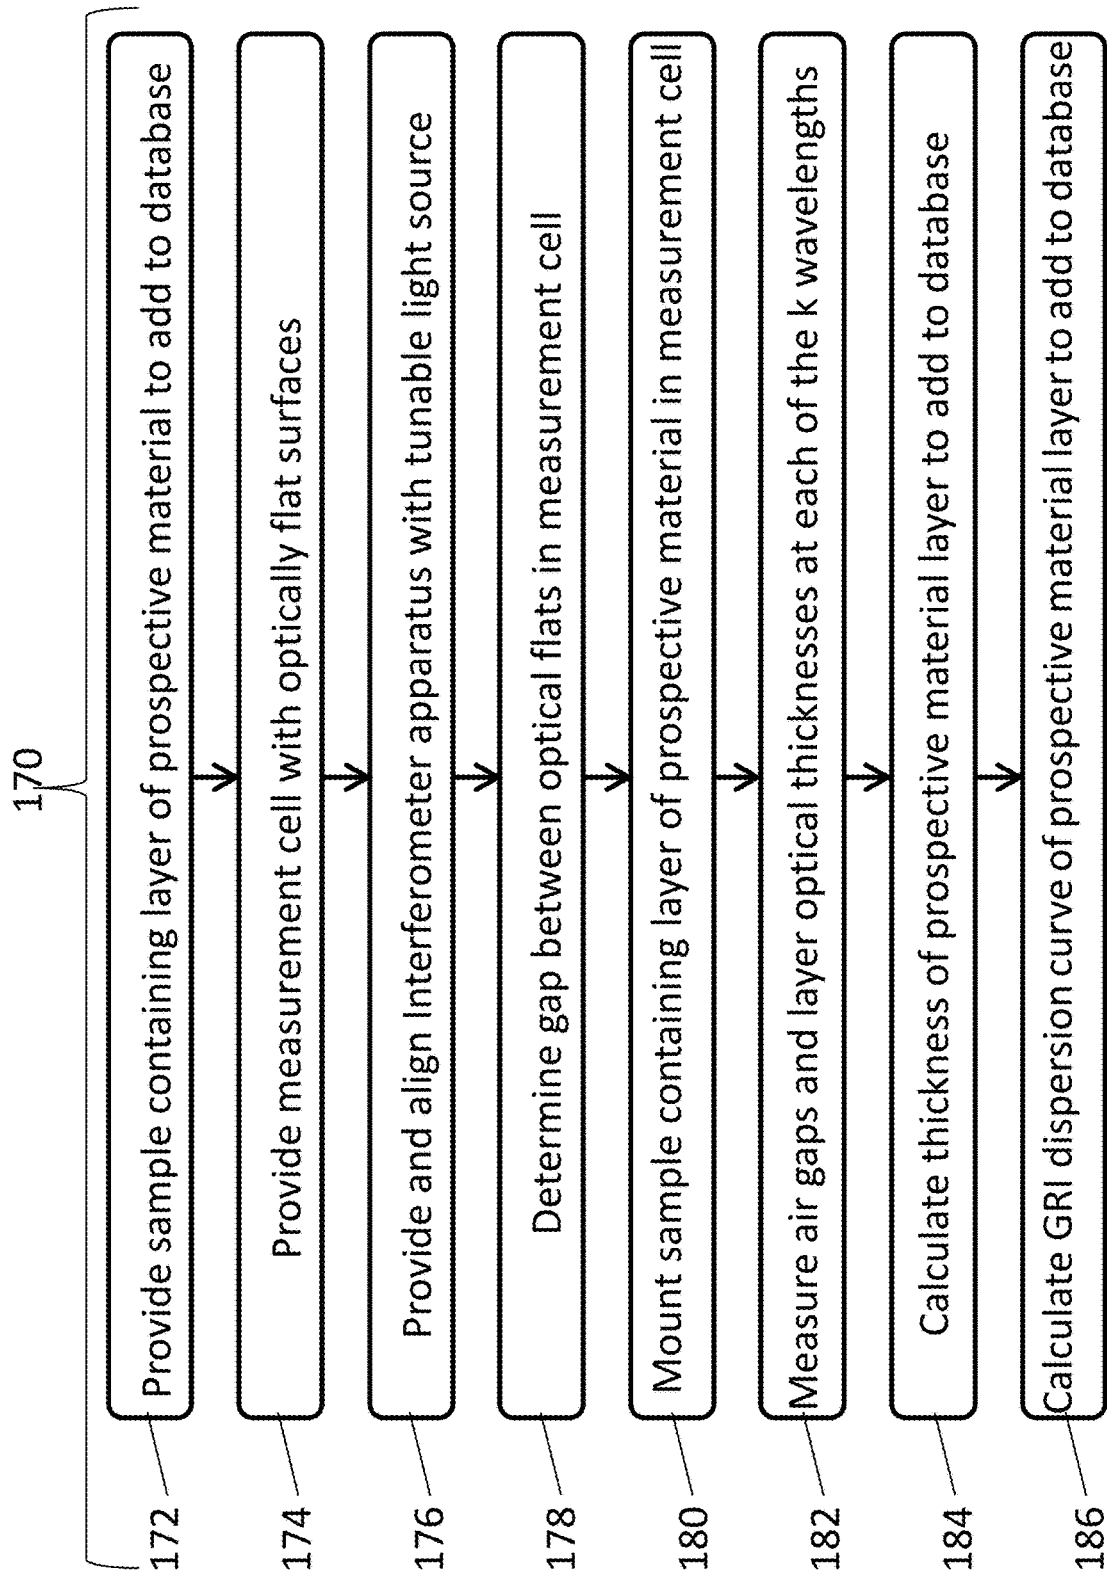 170
172
Provide sample containing layer of prospective material to add to database
174
Provide measurement cell with optically flat surfaces
176
Provide and align Interferometer apparatus with tunable light source
178
Determine gap between optical flats in measurement cell
180
Mount sample containing layer of prospective material in measurement cell
182
Measure air gaps and layer optical thicknesses at each of the k wavelengths
184
Calculate thickness of prospective material layer to add to database
186
Calculate GRI dispersion curve of prospective material layer to add to database